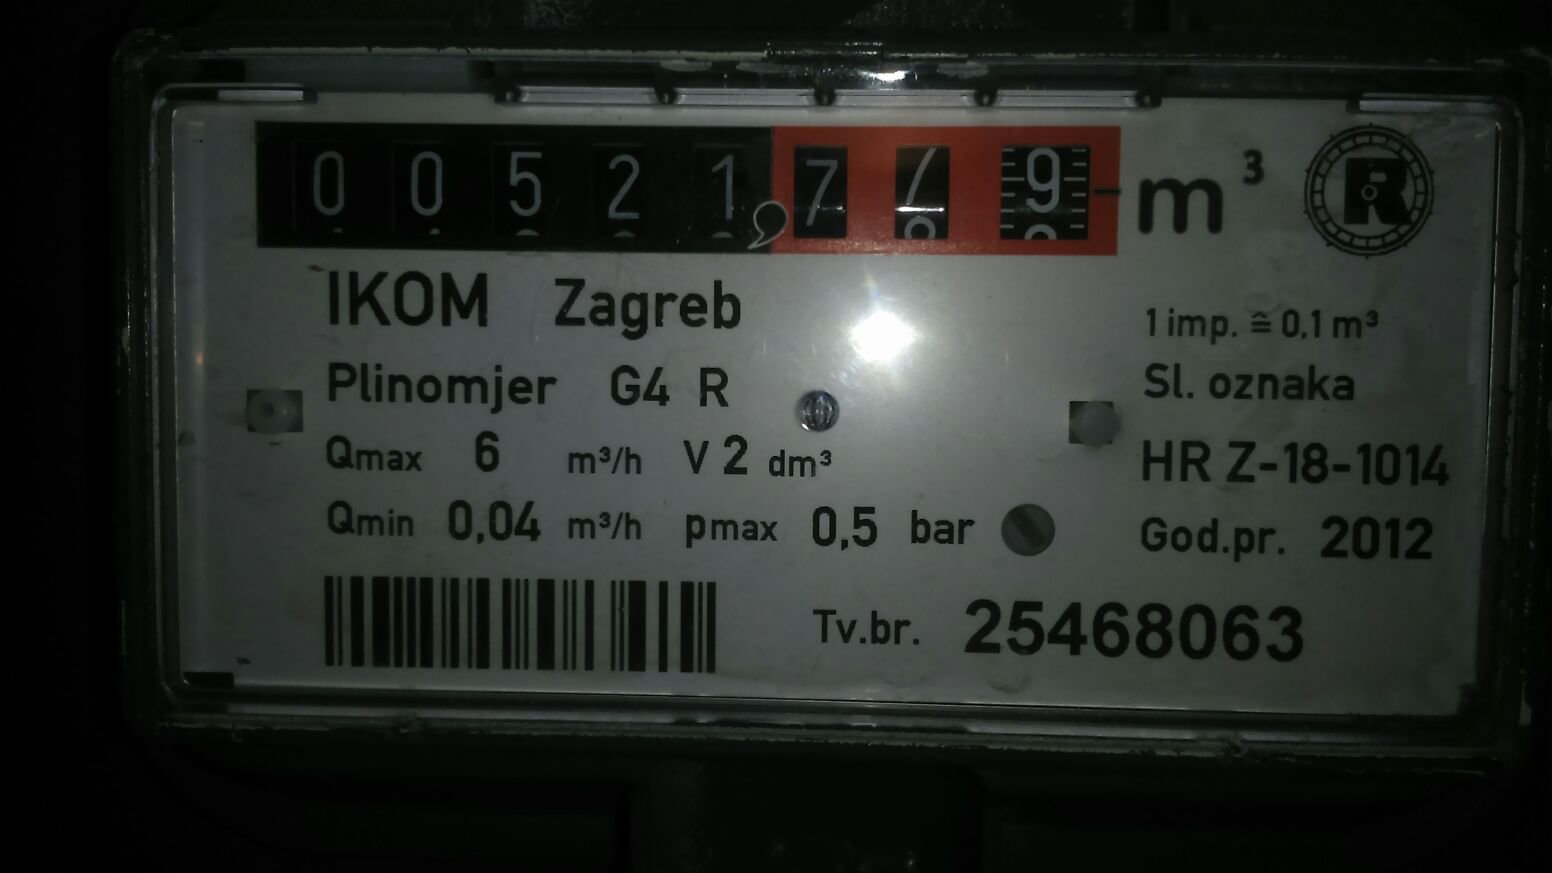 00521,779 m³ R
IKOM Zagreb
1 imp. ≙ 0,1 m³
Plinomjer G4 R
Sl. oznaka
Qmax 6 m³/h V 2 dm³
HR Z-18-1014
Qmin 0,04 m³/h pmax 0,5 bar
God.pr. 2012
Tv.br. 25468063